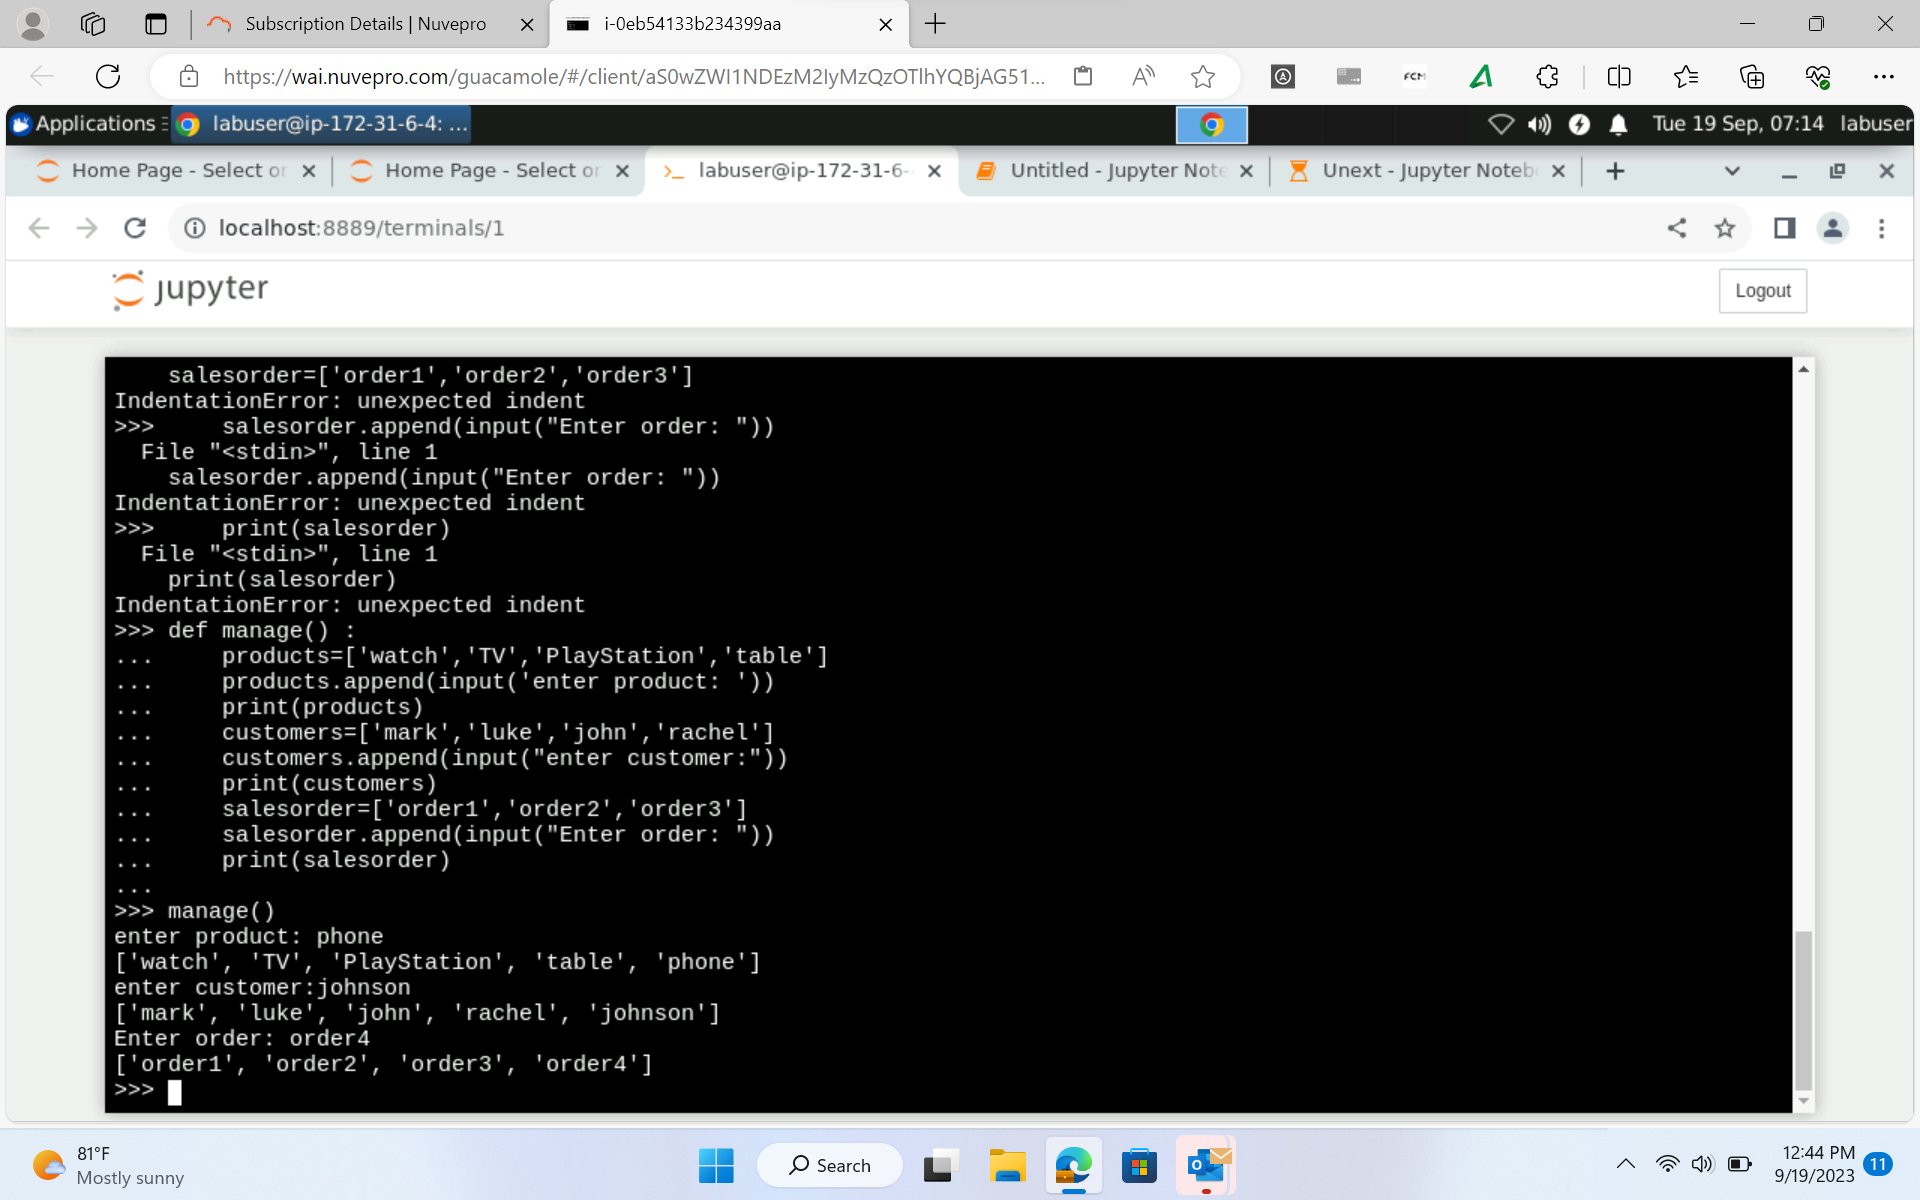 Subscription Details | Nuvepro
i-0eb54133b234399aa
https://wai.nuvepro.com/guacamole/#/client/aS0wZWI1NDEzM2IyMzQzOTlhYQBjAG51...
FCM
Applications
labuser@ip-172-31-6-4: ...
Tue 19 Sep, 07:14 labuser
Home Page - Select or
Home Page - Select or
labuser@ip-172-31-6-
Untitled - Jupyter Note
Unext - Jupyter Noteb
localhost:8889/terminals/1
jupyter
Logout
    salesorder=['order1','order2','order3']
IndentationError: unexpected indent
>>>     salesorder.append(input("Enter order: "))
  File "<stdin>", line 1
    salesorder.append(input("Enter order: "))
IndentationError: unexpected indent
>>>     print(salesorder)
  File "<stdin>", line 1
    print(salesorder)
IndentationError: unexpected indent
>>> def manage() :
...     products=['watch','TV','PlayStation','table']
...     products.append(input('enter product: '))
...     print(products)
...     customers=['mark','luke','john','rachel']
...     customers.append(input("enter customer:"))
...     print(customers)
...     salesorder=['order1','order2','order3']
...     salesorder.append(input("Enter order: "))
...     print(salesorder)
...
>>> manage()
enter product: phone
['watch', 'TV', 'PlayStation', 'table', 'phone']
enter customer:johnson
['mark', 'luke', 'john', 'rachel', 'johnson']
Enter order: order4
['order1', 'order2', 'order3', 'order4']
>>>
81°F
Mostly sunny
Search
12:44 PM
9/19/2023
11